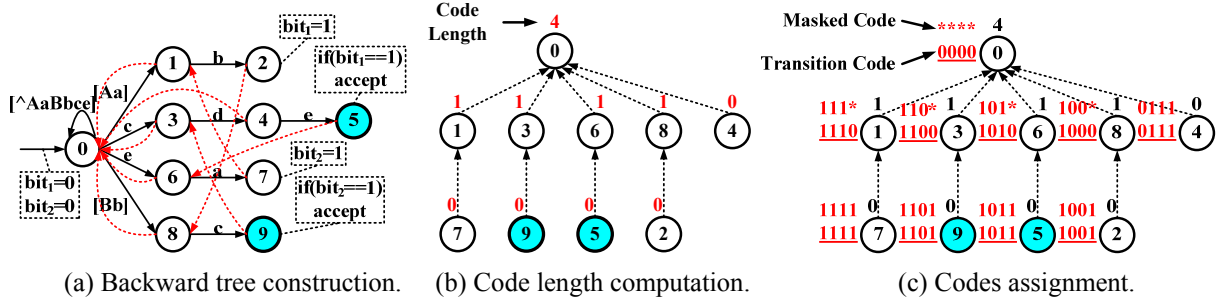 bit1=1
if(bit1==1)
accept
1
b
2
[^AaBbce]
[Aa]
c
3
d
4
e
5
0
e
6
a
7
bit2=1
bit1=0
bit2=0
[Bb]
if(bit2==1)
accept
8
c
9
(a) Backward tree construction.
Code
Length
4
0
1 1 1 1 0
1 3 6 8 4
0 0 0 0
7 9 5 2
(b) Code length computation.
Masked Code
**** 4
Transition Code
0000 0
111* 1 110* 1 101* 1 100* 1 0111 0
1110 1 1100 3 1010 6 1000 8 0111 4
1111 0 1101 0 1011 0 1001 0
1111 7 1101 9 1011 5 1001 2
(c) Codes assignment.